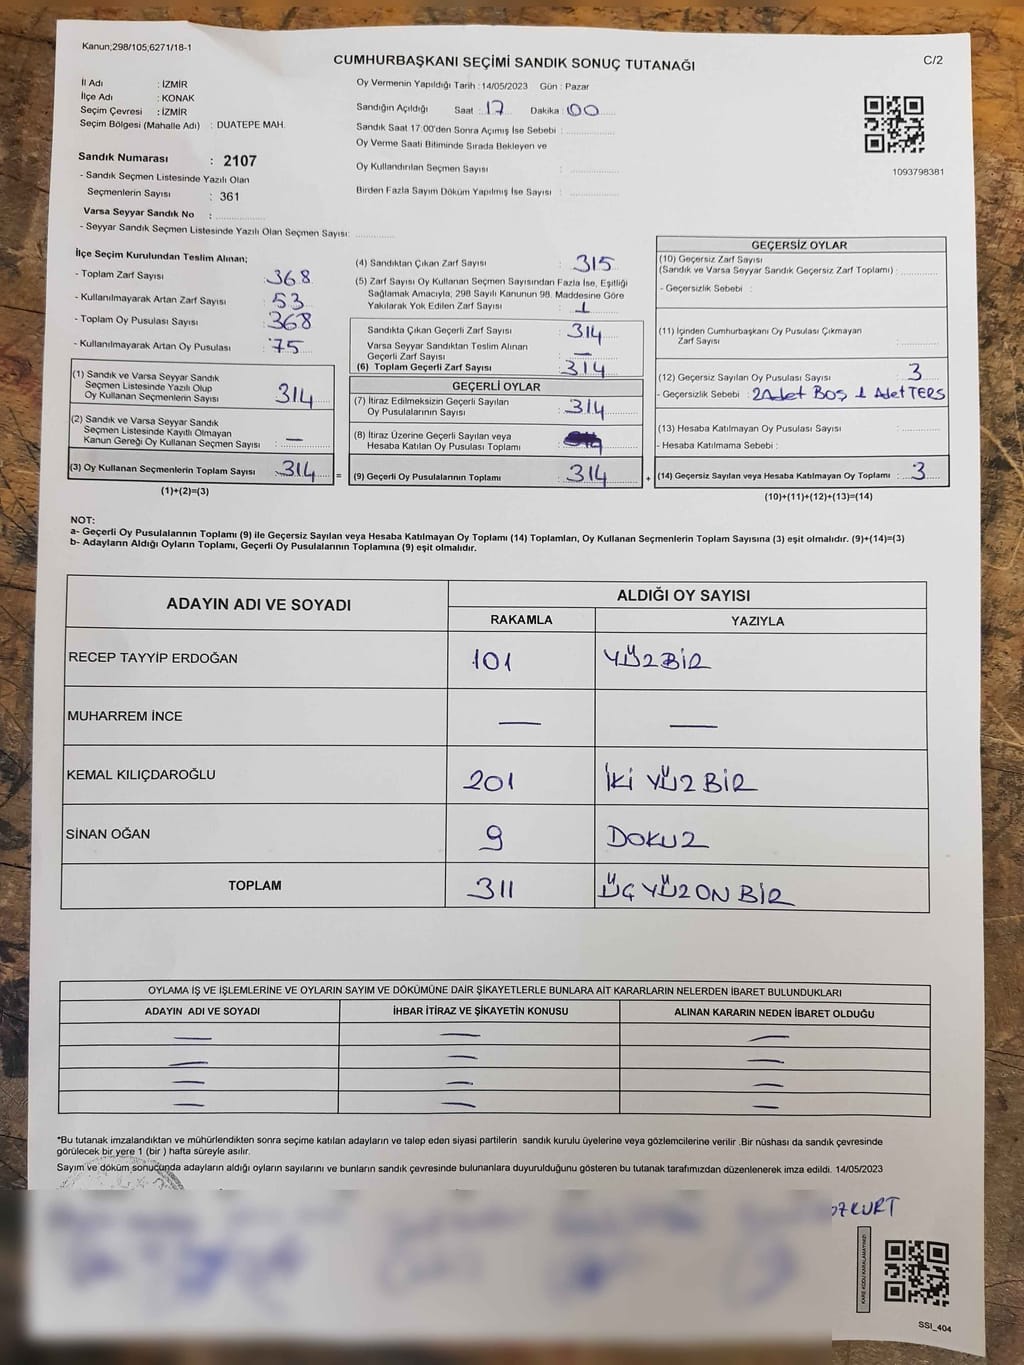 Kanun;298/105;6271/18-1
CUMHURBAŞKANI SEÇİMİ SANDIK SONUÇ TUTANAĞI
C/2
İl Adı : İZMİR
İlçe Adı : KONAK
Seçim Çevresi : İZMİR
Seçim Bölgesi (Mahalle Adı) : DUATEPE MAH.
Sandık Numarası : 2107
- Sandık Seçmen Listesinde Yazılı Olan
Seçmenlerin Sayısı : 361
Varsa Seyyar Sandık No :
- Seyyar Sandık Seçmen Listesinde Yazılı Olan Seçmen Sayısı:
Oy Vermenin Yapıldığı Tarih : 14/05/2023 Gün : Pazar
Sandığın Açıldığı Saat : 17 Dakika : 00
Sandık Saat 17:00'den Sonra Açımış İse Sebebi :
Oy Verme Saati Bitiminde Sırada Bekleyen ve
Oy Kullandırılan Seçmen Sayısı :
Birden Fazla Sayım Döküm Yapılmış İse Sayısı :
1093798381
İlçe Seçim Kurulundan Teslim Alınan;
- Toplam Zarf Sayısı : 368
- Kullanılmayarak Artan Zarf Sayısı : 53
- Toplam Oy Pusulası Sayısı : 368
- Kullanılmayarak Artan Oy Pusulası : 75
(1) Sandık ve Varsa Seyyar Sandık
Seçmen Listesinde Yazılı Olup
Oy Kullanan Seçmenlerin Sayısı : 314
(2) Sandık ve Varsa Seyyar Sandık
Seçmen Listesinde Kayıtlı Olmayan
Kanun Gereği Oy Kullanan Seçmen Sayısı : —
(3) Oy Kullanan Seçmenlerin Toplam Sayısı : 314 =
(1)+(2)=(3)
(4) Sandıktan Çıkan Zarf Sayısı : 315
(5) Zarf Sayısı Oy Kullanan Seçmen Sayısından Fazla İse, Eşitliği
Sağlamak Amacıyla; 298 Sayılı Kanunun 98. Maddesine Göre
Yakılarak Yok Edilen Zarf Sayısı : 1
Sandıkta Çıkan Geçerli Zarf Sayısı : 314
Varsa Seyyar Sandıktan Teslim Alınan
Geçerli Zarf Sayısı : —
(6) Toplam Geçerli Zarf Sayısı : 314
GEÇERLİ OYLAR
(7) İtiraz Edilmeksizin Geçerli Sayılan
Oy Pusulalarının Sayısı : 314
(8) İtiraz Üzerine Geçerli Sayılan veya
Hesaba Katılan Oy Pusulaları Toplamı :
(9) Geçerli Oy Pusulalarının Toplamı : 314 +
GEÇERSİZ OYLAR
(10) Geçersiz Zarf Sayısı
(Sandık ve Varsa Seyyar Sandık Geçersiz Zarf Toplamı) :
- Geçersizlik Sebebi :
(11) İçinden Cumhurbaşkanı Oy Pusulası Çıkmayan
Zarf Sayısı :
(12) Geçersiz Sayılan Oy Pusulası Sayısı : 3
- Geçersizlik Sebebi : 2 Adet BOŞ 1 Adet TERS
(13) Hesaba Katılmayan Oy Pusulası Sayısı :
- Hesaba Katılmama Sebebi :
(14) Geçersiz Sayılan veya Hesaba Katılmayan Oy Toplamı : 3
(10)+(11)+(12)+(13)=(14)
NOT:
a- Geçerli Oy Pusulalarının Toplamı (9) ile Geçersiz Sayılan veya Hesaba Katılmayan Oy Toplamı (14) Toplamları, Oy Kullanan Seçmenlerin Toplam Sayısına (3) eşit olmalıdır. (9)+(14)=(3)
b- Adayların Aldığı Oyların Toplamı, Geçerli Oy Pusulalarının Toplamına (9) eşit olmalıdır.
ADAYIN ADI VE SOYADI
ALDIĞI OY SAYISI
RAKAMLA YAZIYLA
RECEP TAYYİP ERDOĞAN 101 YÜZ BİR
MUHARREM İNCE — —
KEMAL KILIÇDAROĞLU 201 İKİ YÜZ BİR
SİNAN OĞAN 9 DOKUZ
TOPLAM 311 ÜÇ YÜZ ON BİR
OYLAMA İŞ VE İŞLEMLERİNE VE OYLARIN SAYIM VE DÖKÜMÜNE DAİR ŞİKAYETLERLE BUNLARA AİT KARARLARIN NELERDEN İBARET BULUNDUKLARI
ADAYIN ADI VE SOYADI İHBAR İTİRAZ VE ŞİKAYETİN KONUSU ALINAN KARARIN NEDEN İBARET OLDUĞU
— — —
— — —
— — —
— — —
*Bu tutanak imzalandıktan ve mühürlendikten sonra seçime katılan adayların ve talep eden siyasi partilerin sandık kurulu üyelerine veya gözlemcilerine verilir .Bir nüshası da sandık çevresinde
görülecek bir yere 1 (bir ) hafta süreyle asılır.
Sayım ve döküm sonucunda adayların aldığı oyların sayılarını ve bunların sandık çevresinde bulunanlara duyurulduğunu gösteren bu tutanak tarafımızdan düzenlenerek imza edildi. 14/05/2023
OZKURT
KARE KODU KARALAMAYINIZ!
SSI_404